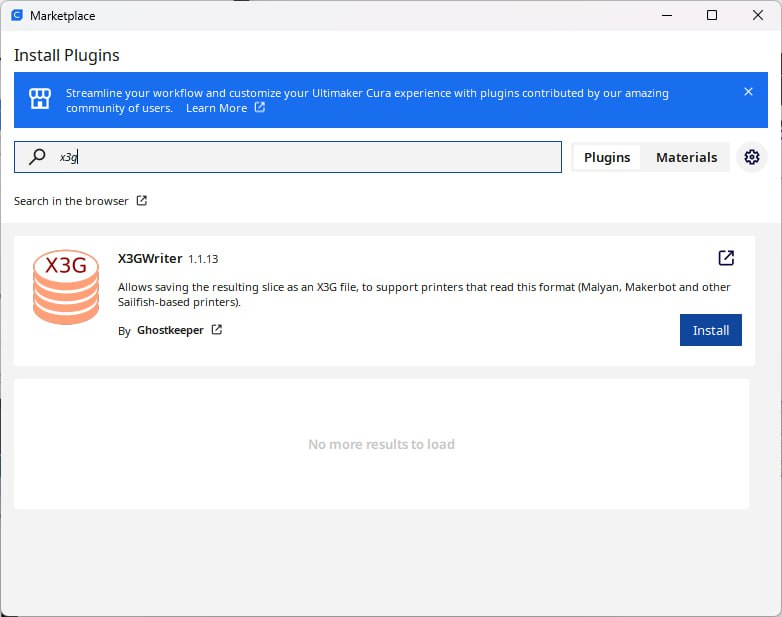 Marketplace
Install Plugins
Streamline your workflow and customize your Ultimaker Cura experience with plugins contributed by our amazing
community of users. Learn More
x3g
Plugins
Materials
Search in the browser
X3G
X3GWriter 1.1.13
Allows saving the resulting slice as an X3G file, to support printers that read this format (Malyan, Makerbot and other
Sailfish-based printers).
By Ghostkeeper
Install
No more results to load